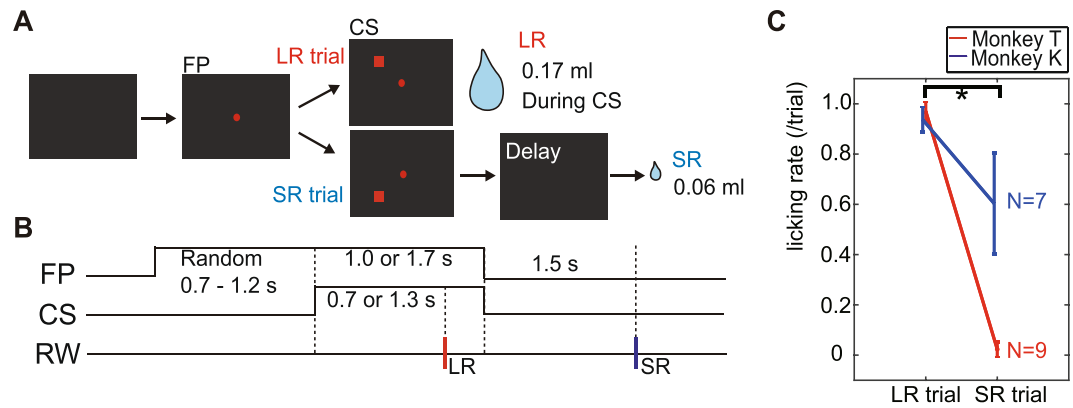 A
FP
LR trial
CS
LR
0.17 ml
During CS
SR trial
Delay
SR
0.06 ml
B
FP
Random
0.7 - 1.2 s
1.0 or 1.7 s
1.5 s
CS
0.7 or 1.3 s
RW
LR
SR
C
Monkey T
Monkey K
*
licking rate (/trial)
1.0
0.8
0.6
0.4
0.2
0
N=7
N=9
LR trial
SR trial